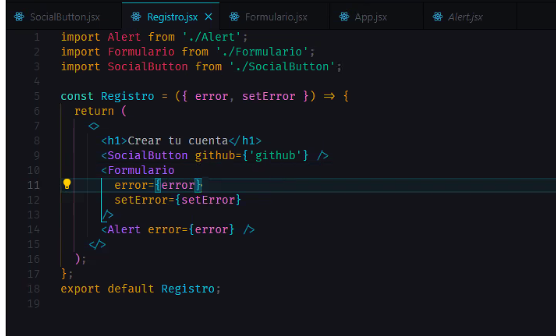 SocialButton.jsx Registro.jsx × Formulario.jsx App.jsx Alert.jsx
1 import Alert from './Alert';
2 import Formulario from './Formulario';
3 import SocialButton from './SocialButton';
4
5 const Registro = ({ error, setError }) => {
6 return (
7 <>
8 <h1>Crear tu cuenta</h1>
9 <SocialButton github={'github'} />
10 <Formulario
11 error={error}
12 setError={setError}
13 />
14 <Alert error={error} />
15 </>
16 );
17 };
18 export default Registro;
19